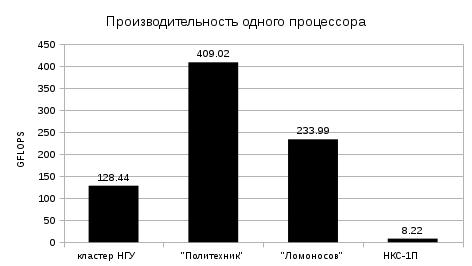 Производительность одного процессора
GFLOPS
450
400
350
300
250
200
150
100
50
0
128.44
409.02
233.99
8.22
кластер НГУ
"Политехник"
"Ломоносов"
НКС-1П